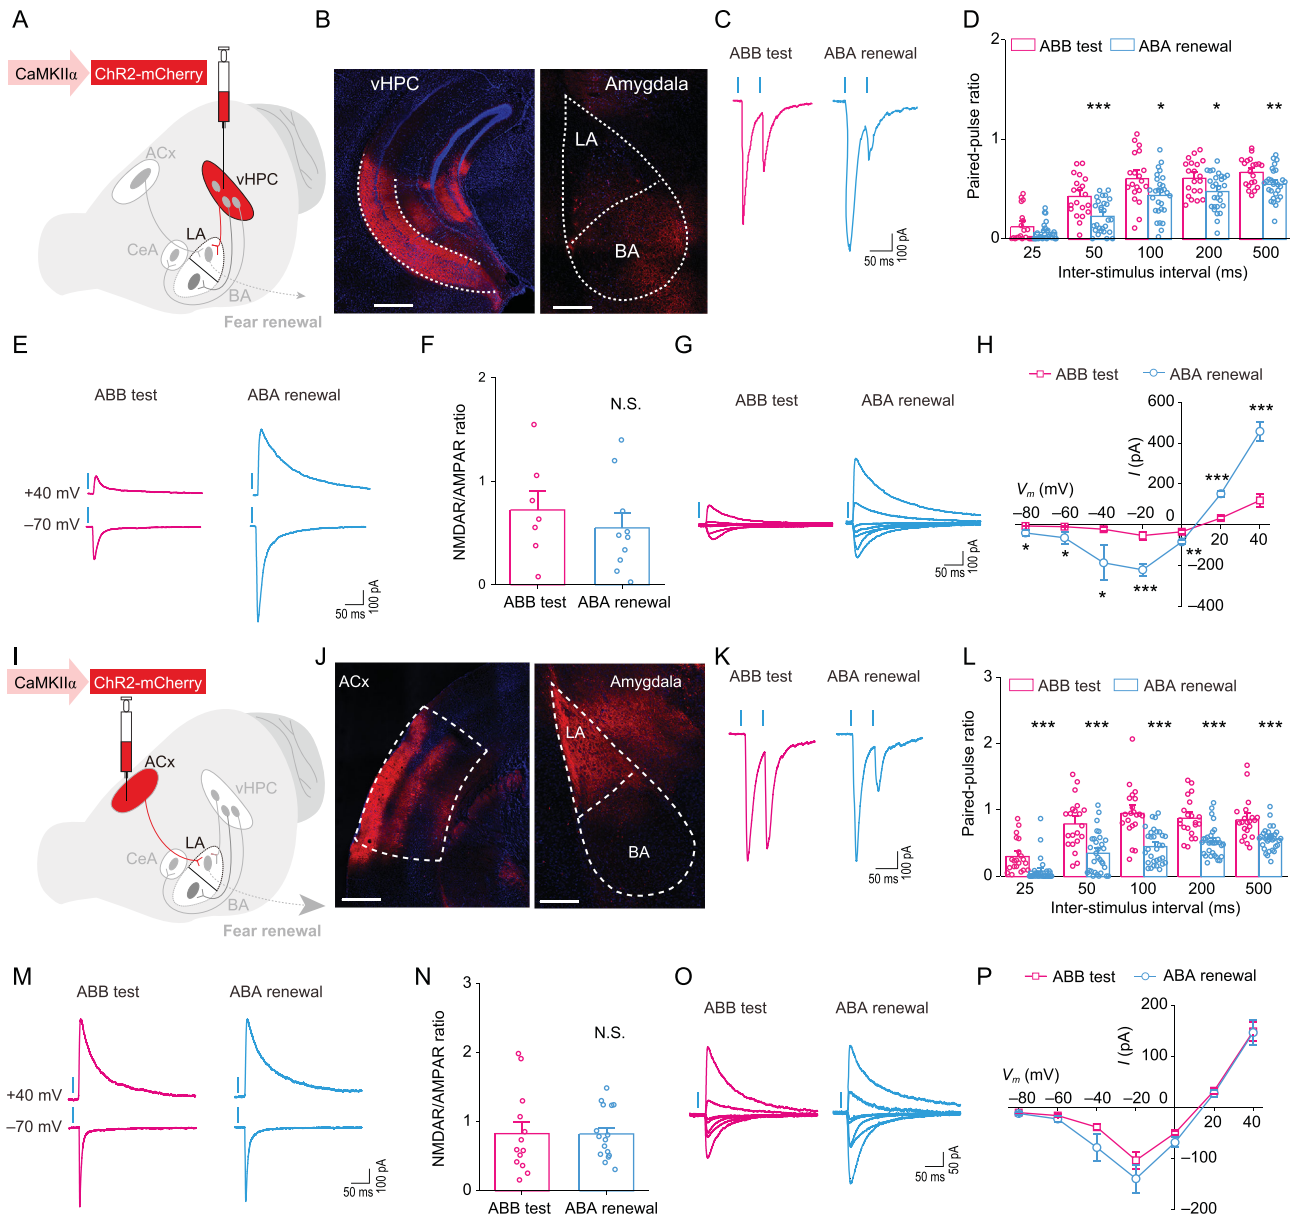 A
CaMKIIα
ChR2-mCherry
ACx
vHPC
LA
CeA
BA
Fear renewal
B
vHPC
Amygdala
LA
BA
C
ABB test
ABA renewal
50 ms
100 pA
D
ABB test
ABA renewal
Paired-pulse ratio
2
1
0
***
*
*
**
25
50
100
200
500
Inter-stimulus interval (ms)
E
ABB test
ABA renewal
+40 mV
–70 mV
50 ms
100 pA
F
NMDAR/AMPAR ratio
2
1
0
N.S.
ABB test
ABA renewal
G
ABB test
ABA renewal
50 ms
100 pA
H
ABB test
ABA renewal
I (pA)
600
400
200
0
–200
–400
Vm (mV)
–80
–60
–40
–20
0
20
40
*
*
*
***
**
***
***
I
CaMKIIα
ChR2-mCherry
ACx
vHPC
LA
CeA
BA
Fear renewal
J
ACx
Amygdala
LA
BA
K
ABB test
ABA renewal
50 ms
100 pA
L
ABB test
ABA renewal
Paired-pulse ratio
3
2
1
0
***
***
***
***
***
25
50
100
200
500
Inter-stimulus interval (ms)
M
ABB test
ABA renewal
+40 mV
–70 mV
50 ms
100 pA
N
NMDAR/AMPAR ratio
3
2
1
0
N.S.
ABB test
ABA renewal
O
ABB test
ABA renewal
50 ms
50 pA
P
ABB test
ABA renewal
I (pA)
200
100
0
–100
–200
Vm (mV)
–80
–60
–40
–20
20
40